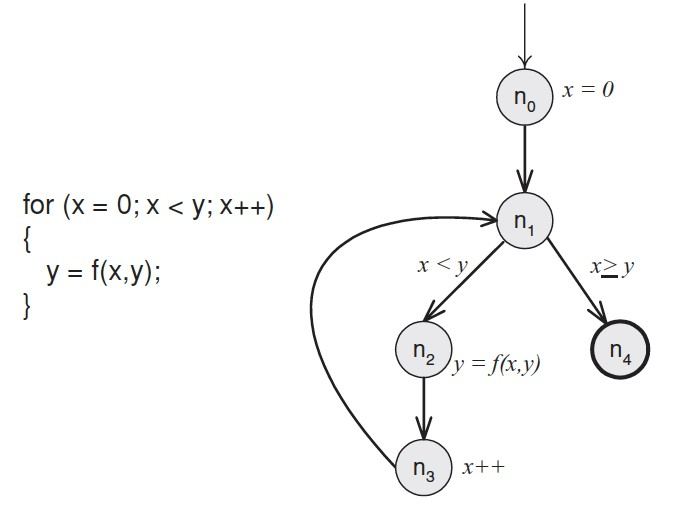 for (x = 0; x < y; x++)
{
y = f(x,y);
}
n0
x = 0
n1
x < y
x ≥ y
n2
y = f(x,y)
n4
n3
x++